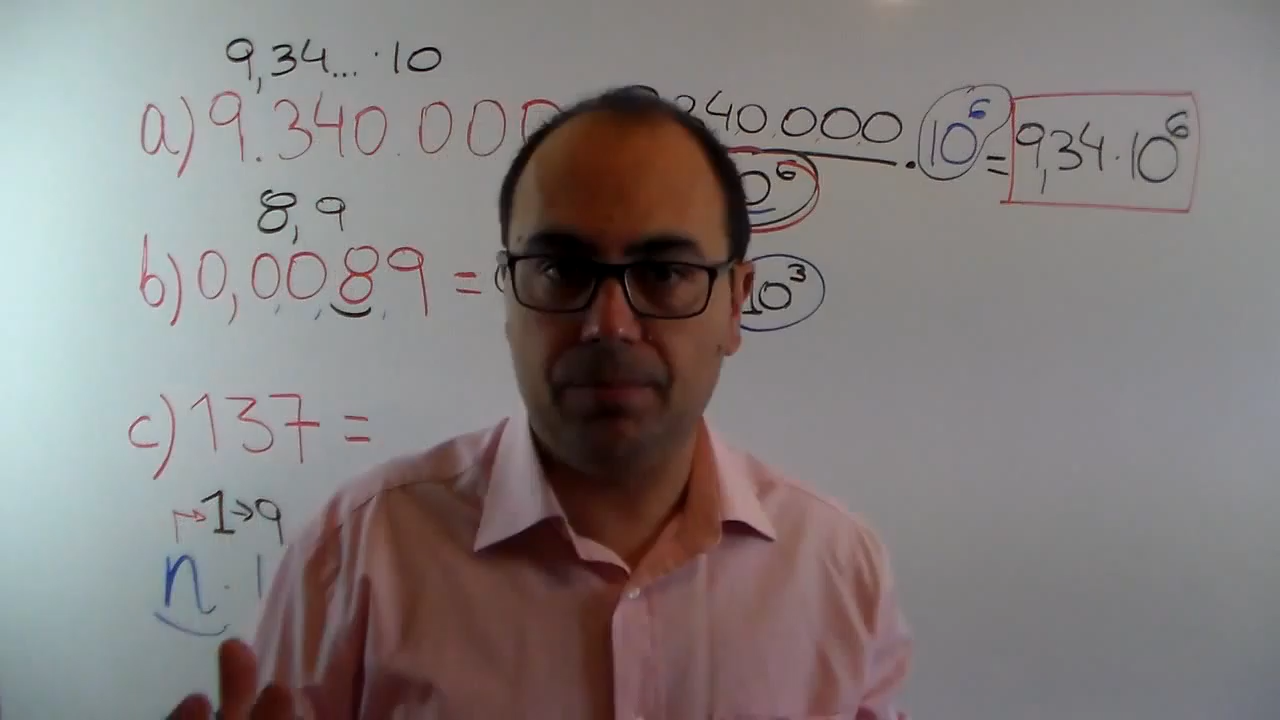 9,34... · 10
a) 9.340.000 340.000 · 10⁶ = 9,34 · 10⁶
10⁶
8,9
b) 0,0089 = 10³
c) 137 =
→ 1 → 9
n · 1